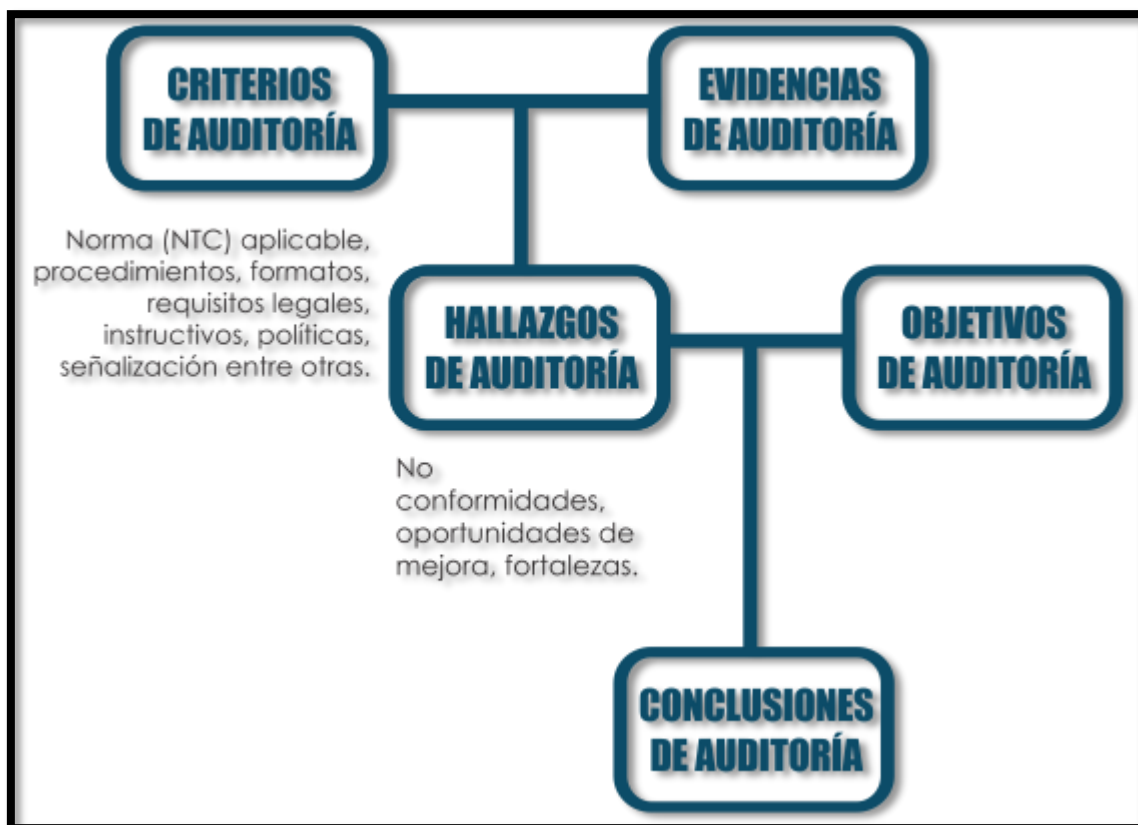 CRITERIOS
DE AUDITORÍA
EVIDENCIAS
DE AUDITORÍA
Norma (NTC) aplicable,
procedimientos, formatos,
requisitos legales,
instructivos, políticas,
señalización entre otras.
HALLAZGOS
DE AUDITORÍA
OBJETIVOS
DE AUDITORÍA
No
conformidades,
oportunidades de
mejora, fortalezas.
CONCLUSIONES
DE AUDITORÍA